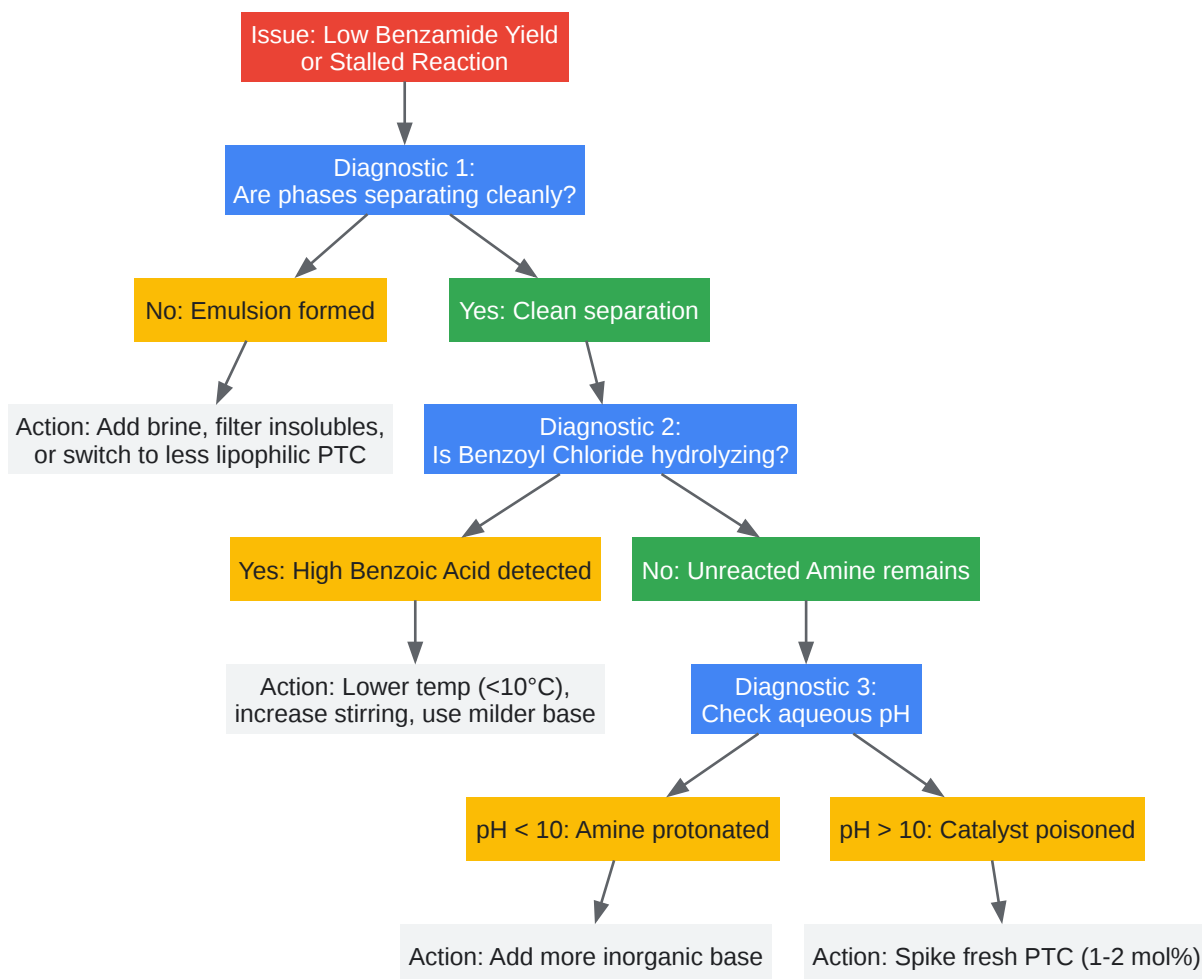 Issue: Low Benzamide Yield
or Stalled Reaction
Diagnostic 1:
Are phases separating cleanly?
No: Emulsion formed
Yes: Clean separation
Action: Add brine, filter insolubles,
or switch to less lipophilic PTC
Diagnostic 2:
Is Benzoyl Chloride hydrolyzing?
Yes: High Benzoic Acid detected
No: Unreacted Amine remains
Action: Lower temp (<10°C),
increase stirring, use milder base
Diagnostic 3:
Check aqueous pH
pH < 10: Amine protonated
pH > 10: Catalyst poisoned
Action: Add more inorganic base
Action: Spike fresh PTC (1-2 mol%)